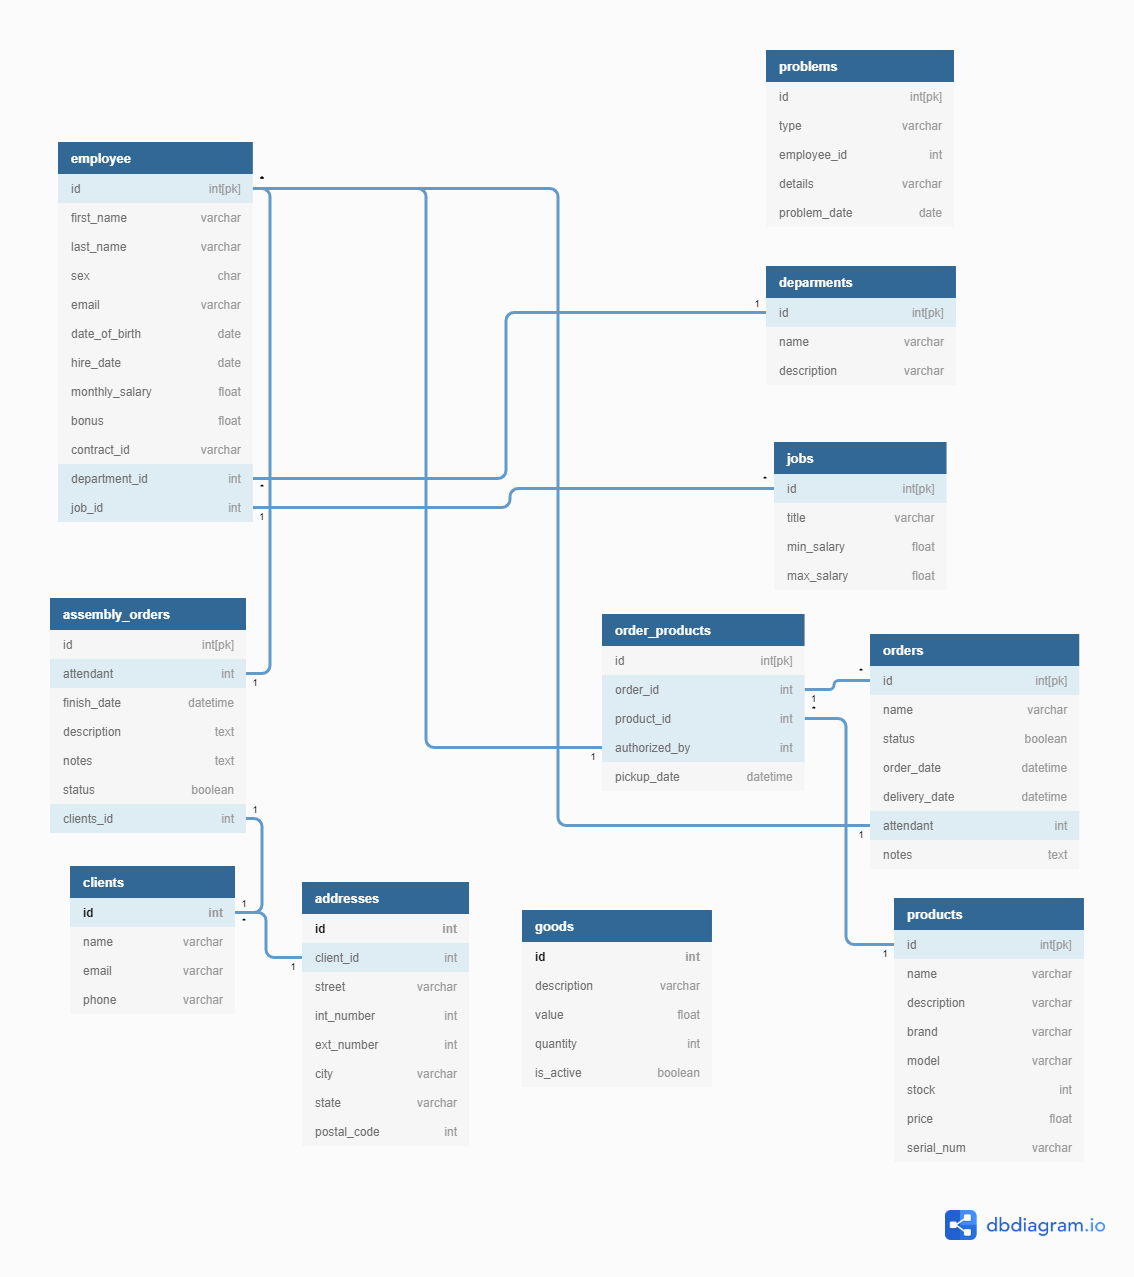 problems
id int[pk]
type varchar
employee_id int
details varchar
problem_date date
employee
id int[pk]
first_name varchar
last_name varchar
sex char
email varchar
date_of_birth date
hire_date date
monthly_salary float
bonus float
contract_id varchar
department_id int
job_id int
*
*
1
deparments
id int[pk]
name varchar
description varchar
1
jobs
id int[pk]
title varchar
min_salary float
max_salary float
*
assembly_orders
id int[pk]
attendant int
finish_date datetime
description text
notes text
status boolean
clients_id int
1
1
order_products
id int[pk]
order_id int
product_id int
authorized_by int
pickup_date datetime
1
*
1
orders
id int[pk]
name varchar
status boolean
order_date datetime
delivery_date datetime
attendant int
notes text
*
1
clients
id int
name varchar
email varchar
phone varchar
1
*
addresses
id int
client_id int
street varchar
int_number int
ext_number int
city varchar
state varchar
postal_code int
1
goods
id int
description varchar
value float
quantity int
is_active boolean
products
id int[pk]
name varchar
description varchar
brand varchar
model varchar
stock int
price float
serial_num varchar
1
dbdiagram.io